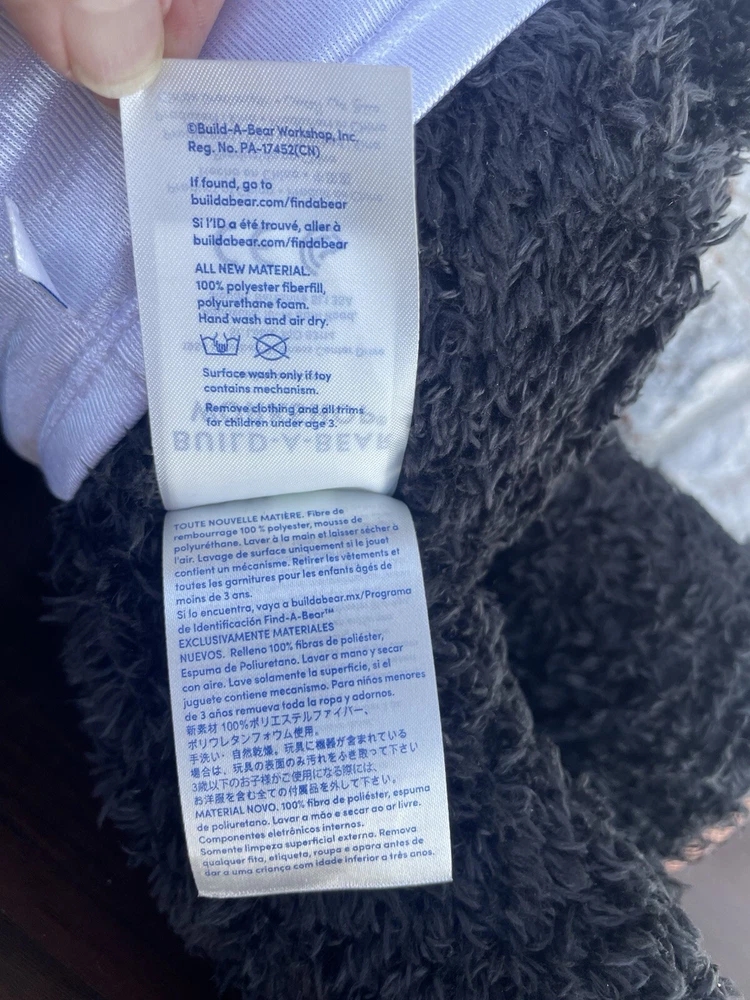 ©Build-A-Bear Workshop, Inc.
Reg. No. PA-17452(CN)
If found, go to
buildabear.com/findabear
Si l'ID a été trouvé, aller à
buildabear.com/findabear
ALL NEW MATERIAL.
100% polyester fiberfill,
polyurethane foam.
Hand wash and air dry.
Surface wash only if toy
contains mechanism.
Remove clothing and all trims
for children under age 3.
BUILD-A-BEAR
TOUTE NOUVELLE MATIÈRE. Fibre de
rembourrage 100 % polyester, mousse de
polyuréthane. Laver à la main et laisser sécher à
l'air. Lavage de surface uniquement si le jouet
contient un mécanisme. Retirer les vêtements et
toutes les garnitures pour les enfants âgés de
moins de 3 ans.
Si lo encuentra, vaya a buildabear.mx/Programa
de Identificación Find-A-Bear™
EXCLUSIVAMENTE MATERIALES
NUEVOS. Relleno 100% fibras de poliéster,
Espuma de Poliuretano. Lavar a mano y secar
con aire. Lave solamente la superficie, si el
juguete contiene mecanismo. Para niños menores
de 3 años remueva toda la ropa y adornos.
新素材 100%ポリエステルファイバー、
ポリウレタンフォーム使用。
手洗い・自然乾燥。玩具に機器が含まれている
場合は、玩具の表面のみ汚れをふき取って下さい
3歳以下のお子様がご使用になる際には、
お洋服を含む全ての付属品を外して下さい。
MATERIAL NOVO. 100% fibra de poliéster, espuma
de poliuretano. Lavar a mão e secar ao ar livre.
Componentes eletrônicos internos.
Somente limpeza superficial externa. Remova
qualquer fita, etiqueta, roupa e apara antes de
dar a uma criança com idade inferior a três anos.